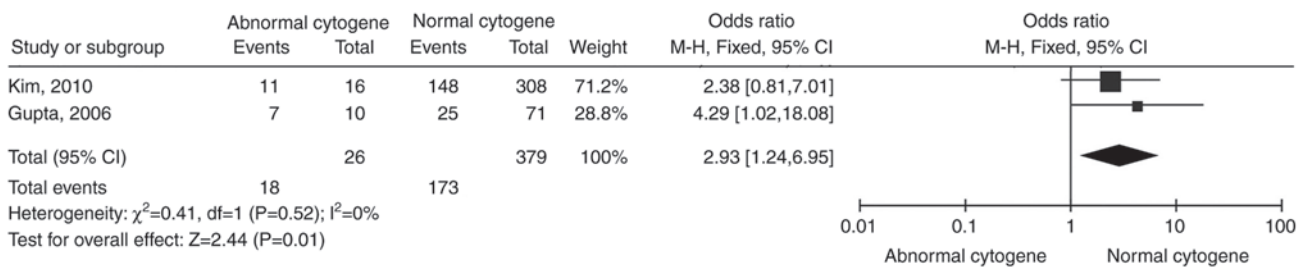 Abnormal cytogene Normal cytogene Odds ratio Odds ratio
Study or subgroup Events Total Events Total Weight M-H, Fixed, 95% CI M-H, Fixed, 95% CI
Kim, 2010 11 16 148 308 71.2% 2.38 [0.81,7.01]
Gupta, 2006 7 10 25 71 28.8% 4.29 [1.02,18.08]
Total (95% CI) 26 379 100% 2.93 [1.24,6.95]
Total events 18 173
Heterogeneity: χ²=0.41, df=1 (P=0.52); I²=0%
Test for overall effect: Z=2.44 (P=0.01)
0.01 0.1 1 10 100
Abnormal cytogene Normal cytogene